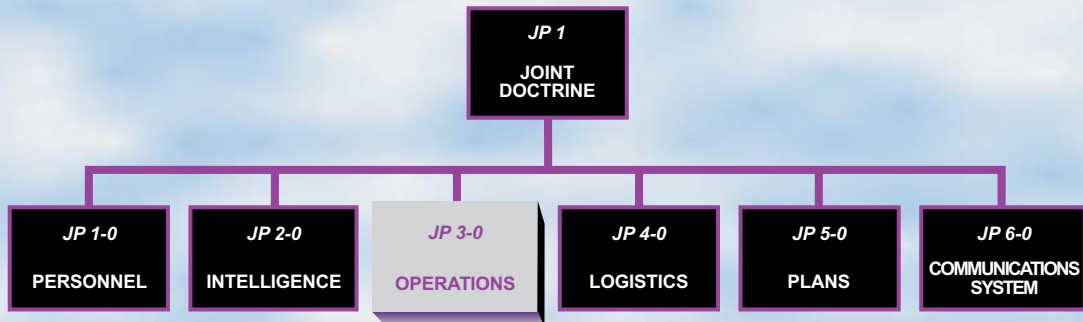 JP 1
JOINT
DOCTRINE
JP 1-0
PERSONNEL
JP 2-0
INTELLIGENCE
JP 3-0
OPERATIONS
JP 4-0
LOGISTICS
JP 5-0
PLANS
JP 6-0
COMMUNICATIONS
SYSTEM